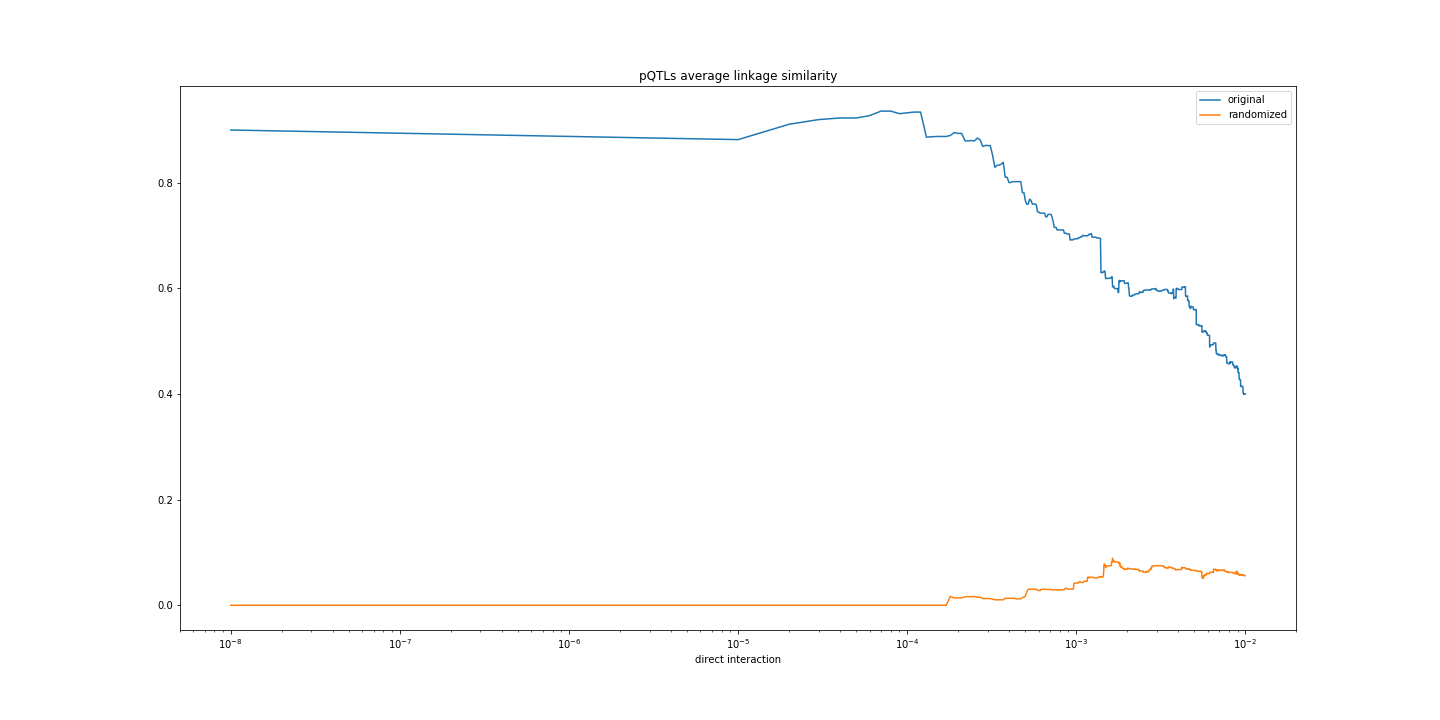 pQTLs average linkage similarity
original
randomized
0.8
0.6
0.4
0.2
0.0
10⁻⁸ 10⁻⁷ 10⁻⁶ 10⁻⁵ 10⁻⁴ 10⁻³ 10⁻²
direct interaction